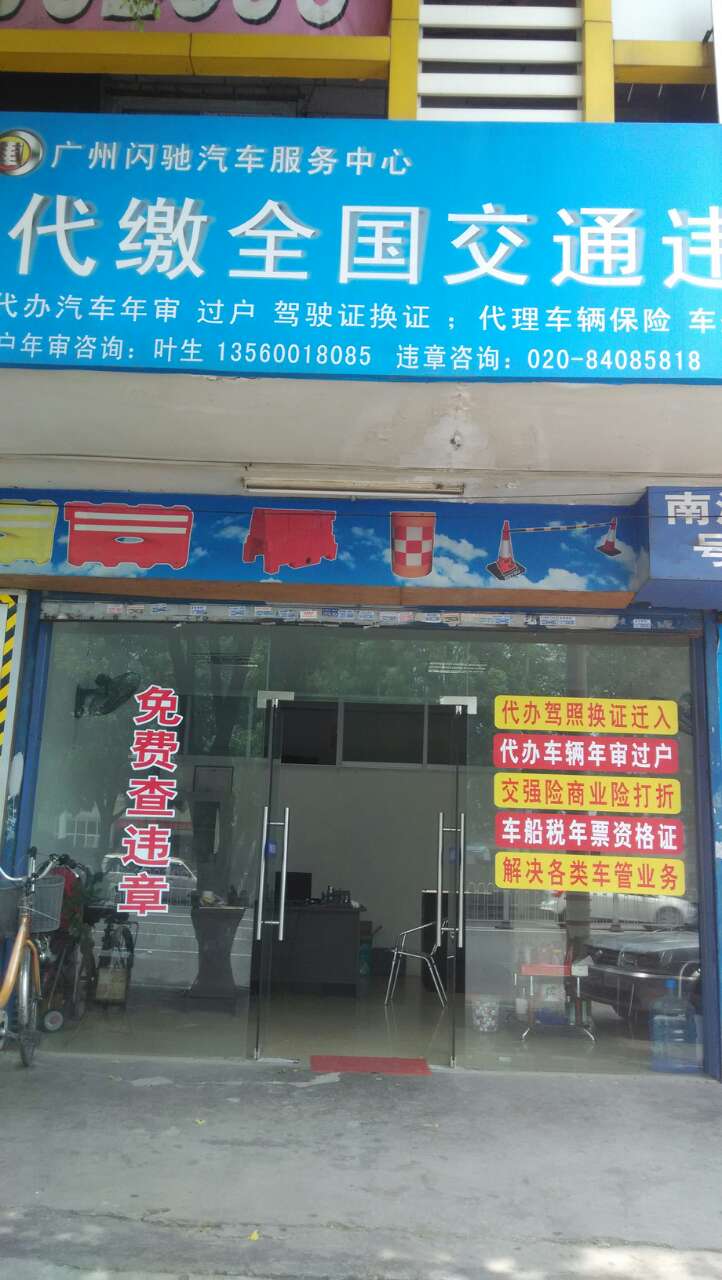 广州闪驰汽车服务中心
代缴全国交通违
代办汽车年审 过户 驾驶证换证；代理车辆保险 车
户年审咨询：叶生 13560018085 违章咨询：020-84085818
南
号
免费查违章
代办驾照换证迁入
代办车辆年审过户
交强险商业险打折
车船税年票资格证
解决各类车管业务